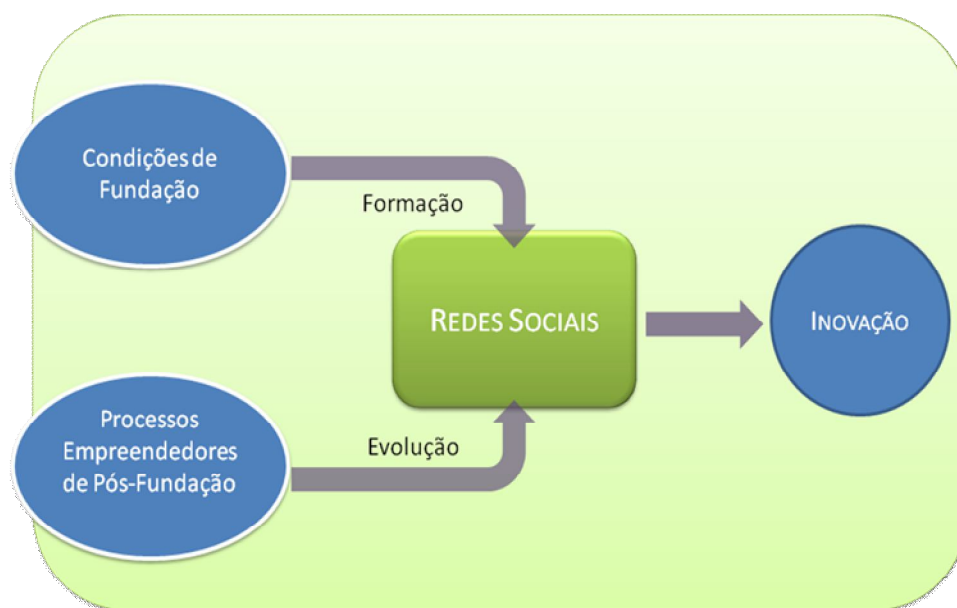 Condições de
Fundação
Formação
REDES SOCIAIS
INOVAÇÃO
Processos
Empreendedores
de Pós-Fundação
Evolução